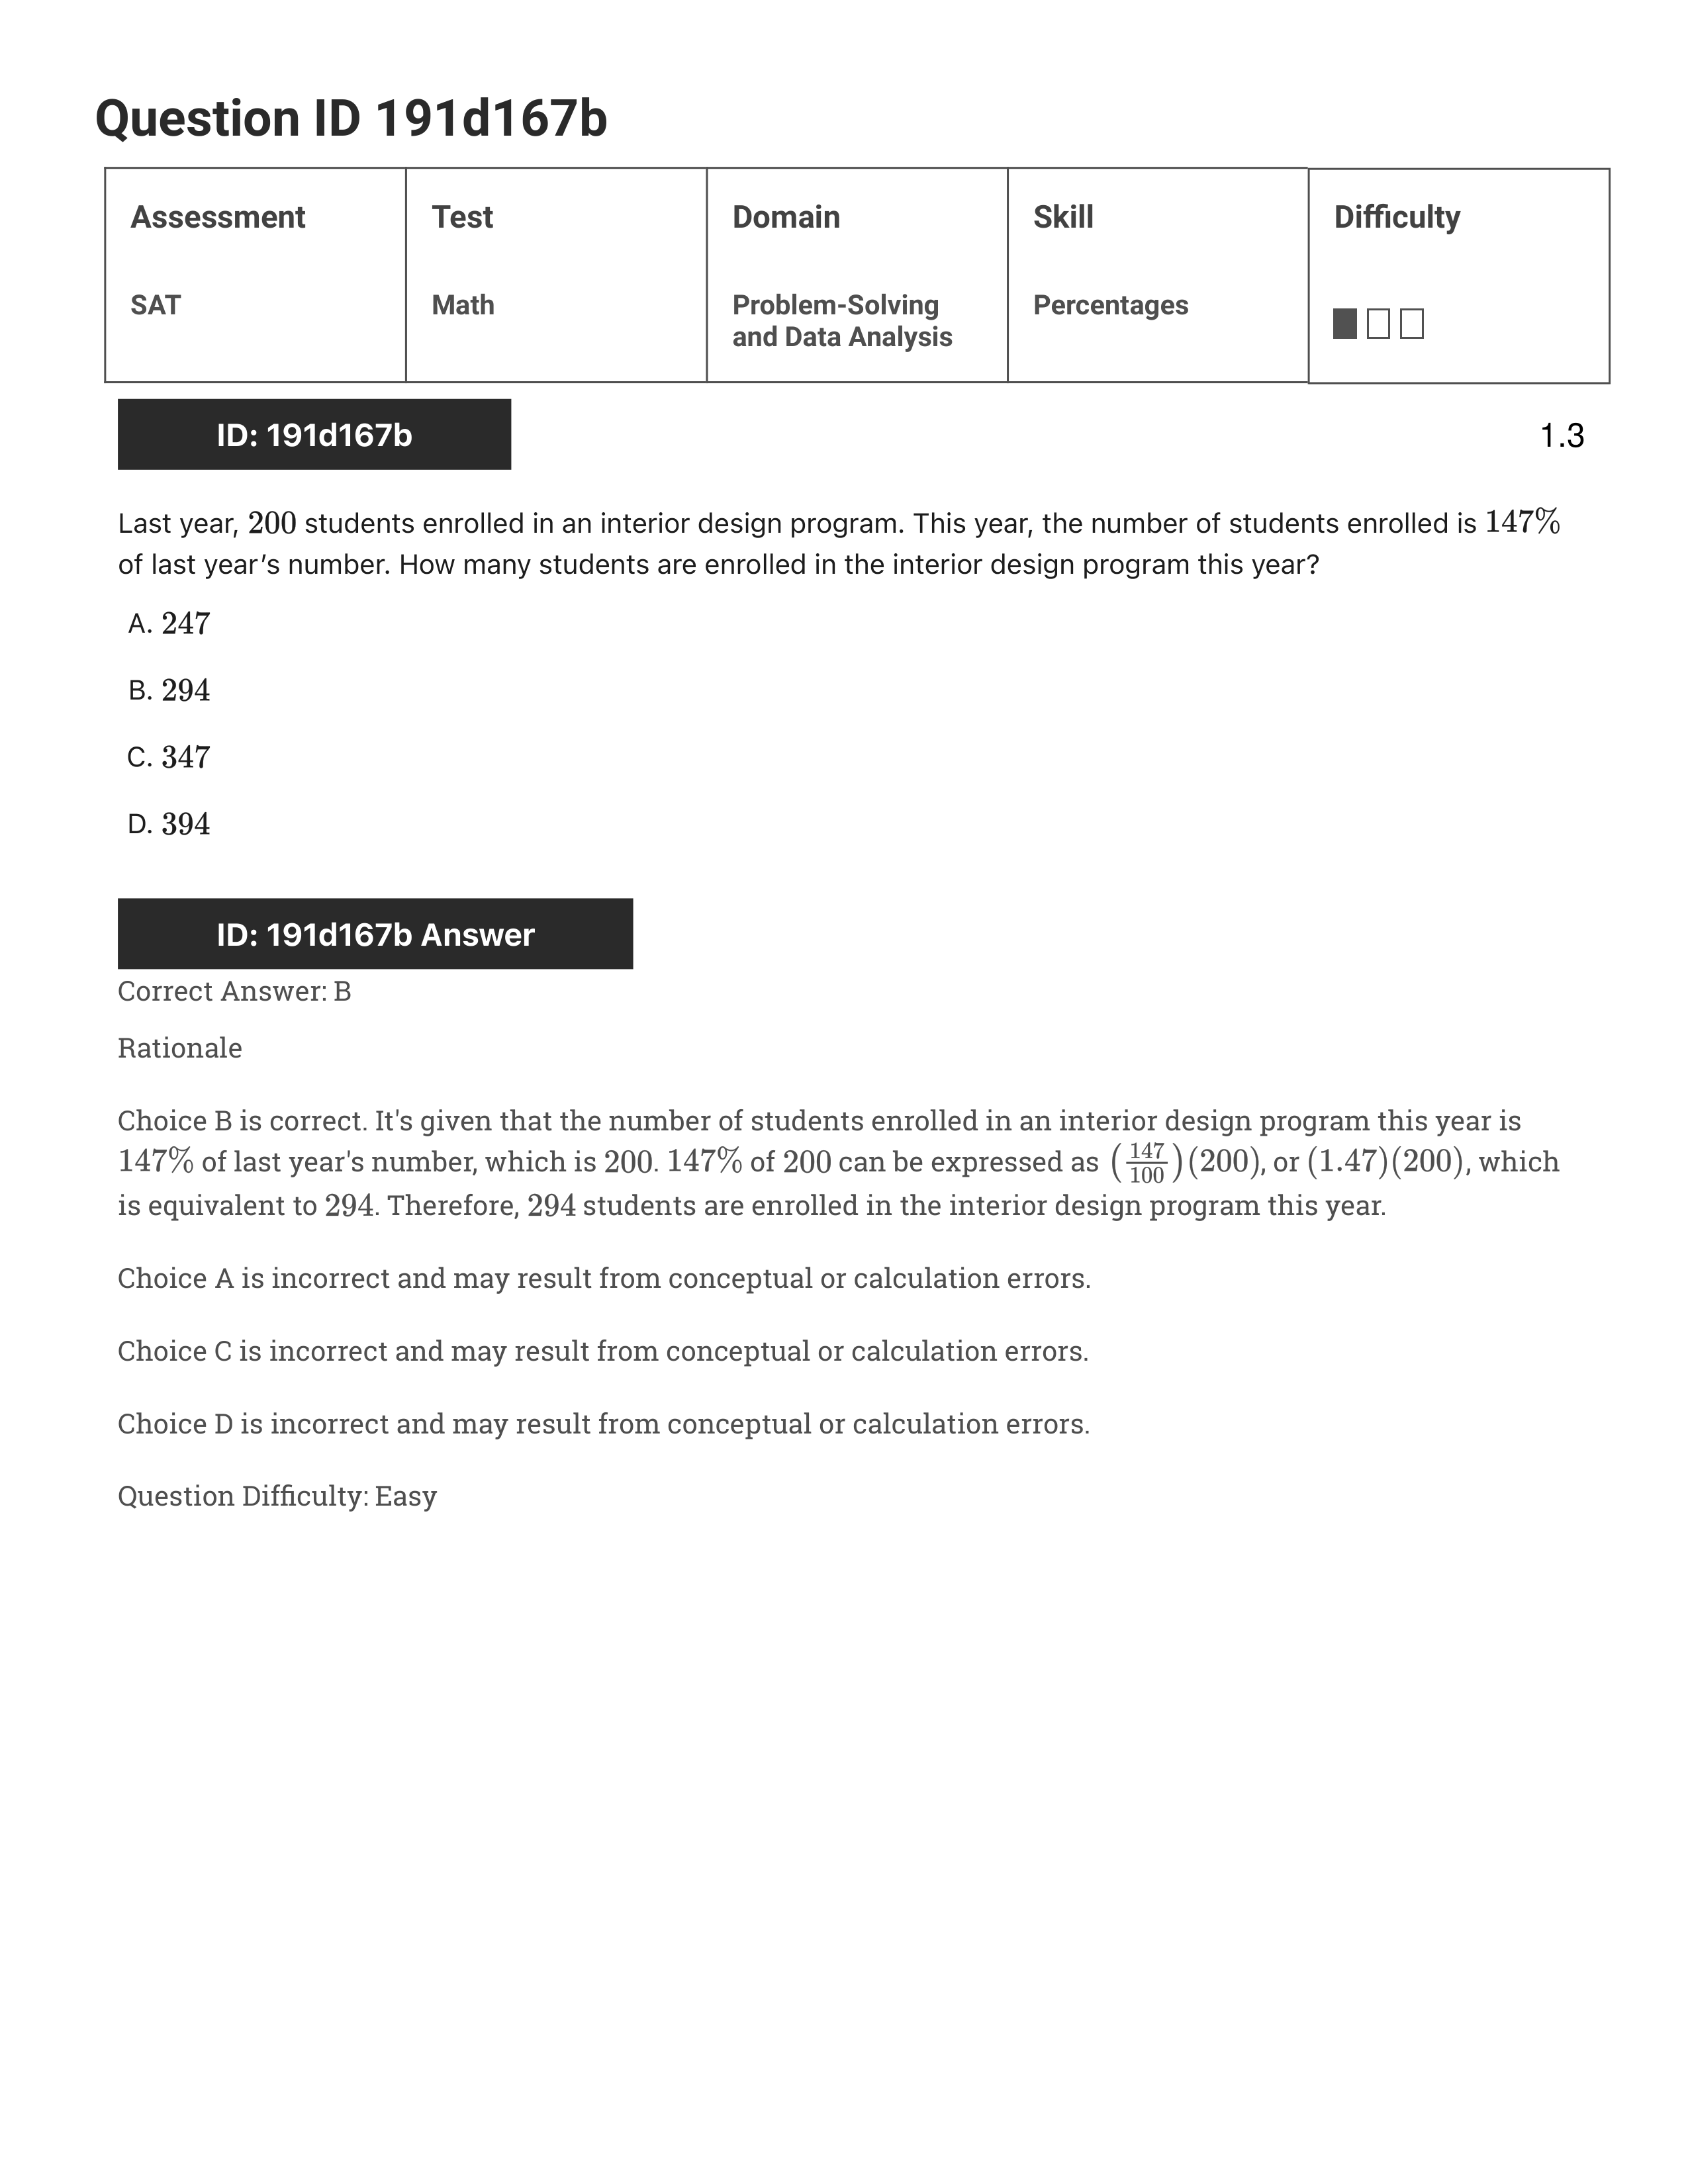 Question ID 191d167b
Assessment Test Domain Skill Difficulty
SAT Math Problem-Solving and Data Analysis Percentages
ID: 191d167b 1.3
Last year, 200 students enrolled in an interior design program. This year, the number of students enrolled is 147%
of last year's number. How many students are enrolled in the interior design program this year?
A. 247
B. 294
C. 347
D. 394
ID: 191d167b Answer
Correct Answer: B
Rationale
Choice B is correct. It's given that the number of students enrolled in an interior design program this year is
147% of last year's number, which is 200. 147% of 200 can be expressed as (147/100)(200), or (1.47)(200), which
is equivalent to 294. Therefore, 294 students are enrolled in the interior design program this year.
Choice A is incorrect and may result from conceptual or calculation errors.
Choice C is incorrect and may result from conceptual or calculation errors.
Choice D is incorrect and may result from conceptual or calculation errors.
Question Difficulty: Easy